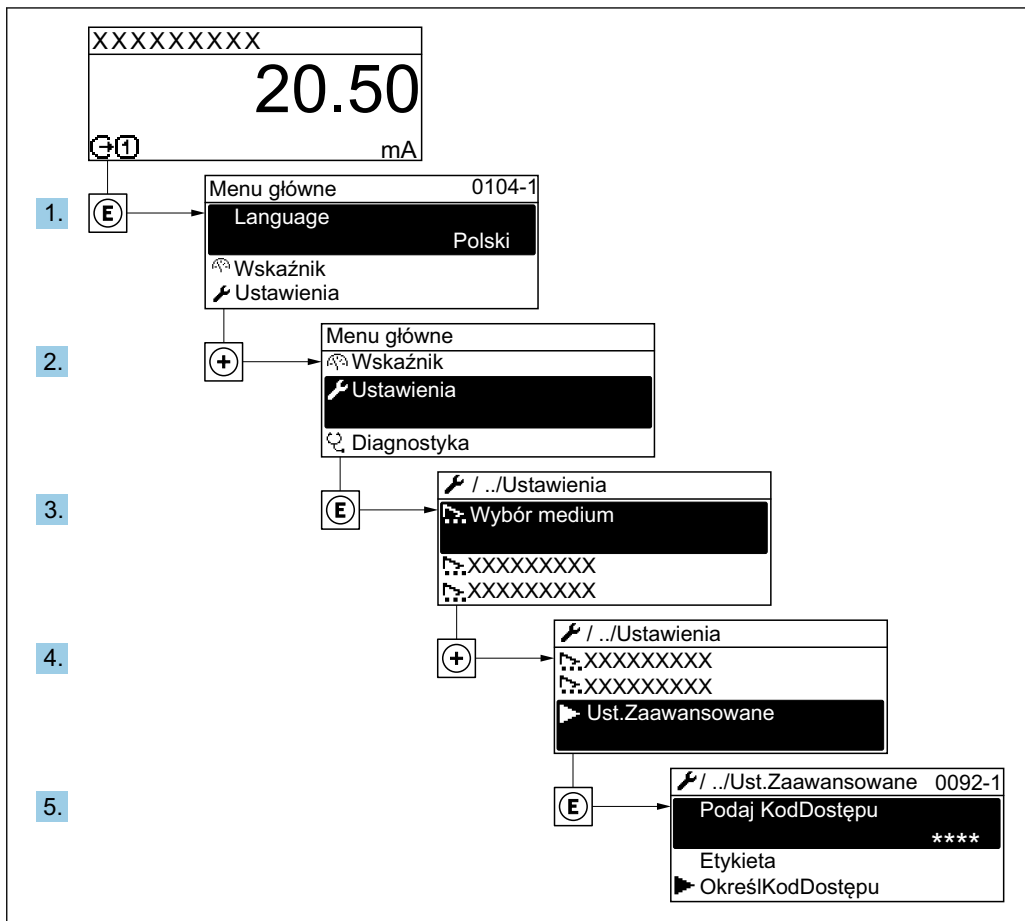 XXXXXXXXX
20.50
1 mA
1. E
Menu główne 0104-1
Language
Polski
Wskaźnik
Ustawienia
2. +
Menu główne
Wskaźnik
Ustawienia
Diagnostyka
3. E
/ ../Ustawienia
Wybór medium
XXXXXXXXX
XXXXXXXXX
4. +
/ ../Ustawienia
XXXXXXXXX
XXXXXXXXX
Ust.Zaawansowane
5. E
/ ../Ust.Zaawansowane 0092-1
Podaj KodDostępu
****
Etykieta
OkreślKodDostępu